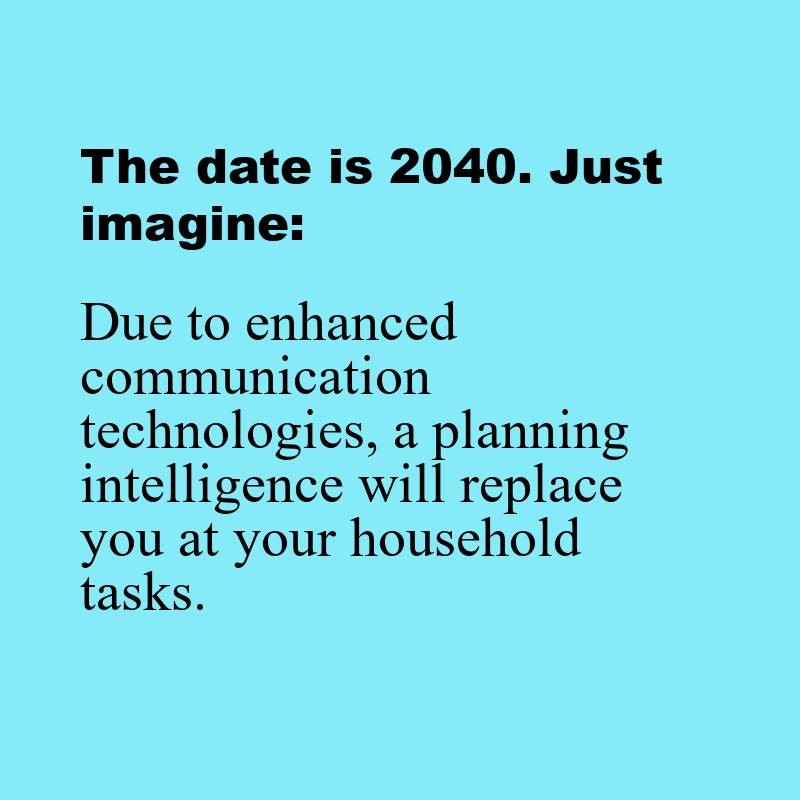 The date is 2040. Just
imagine:
Due to enhanced
communication
technologies, a planning
intelligence will replace
you at your household
tasks.